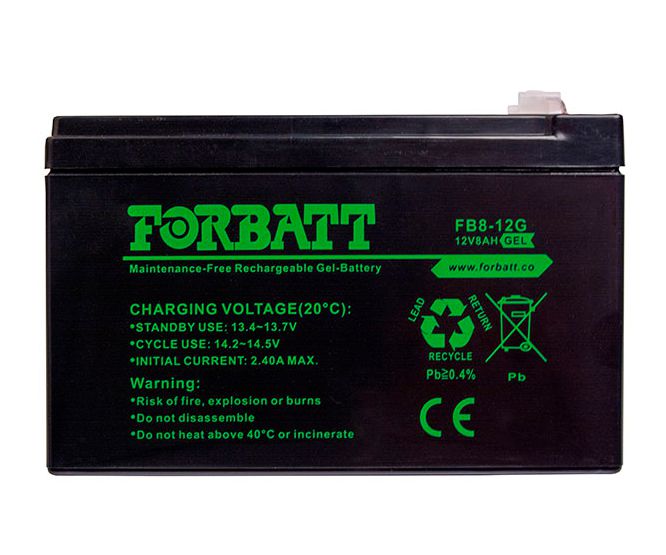 FORBATT
FB8-12G
12V8AH GEL
Maintenance-Free Rechargeable Gel-Battery
www.forbatt.co
CHARGING VOLTAGE(20°C):
•STANDBY USE: 13.4~13.7V
•CYCLE USE: 14.2~14.5V
•INITIAL CURRENT: 2.40A MAX.
Warning:
•Risk of fire, explosion or burns
•Do not disassemble
•Do not heat above 40°C or incinerate
LEAD
RETURN
RECYCLE
Pb≧0.4%
Pb
CE